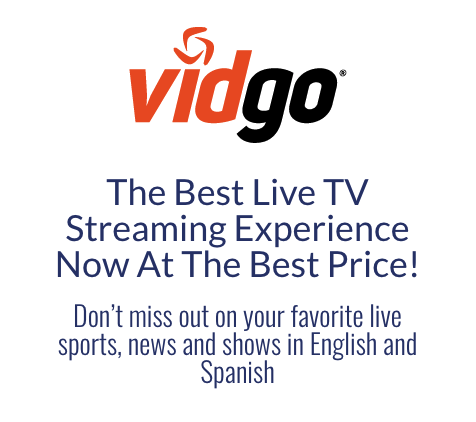 vidgo®
The Best Live TV
Streaming Experience
Now At The Best Price!
Don’t miss out on your favorite live
sports, news and shows in English and
Spanish